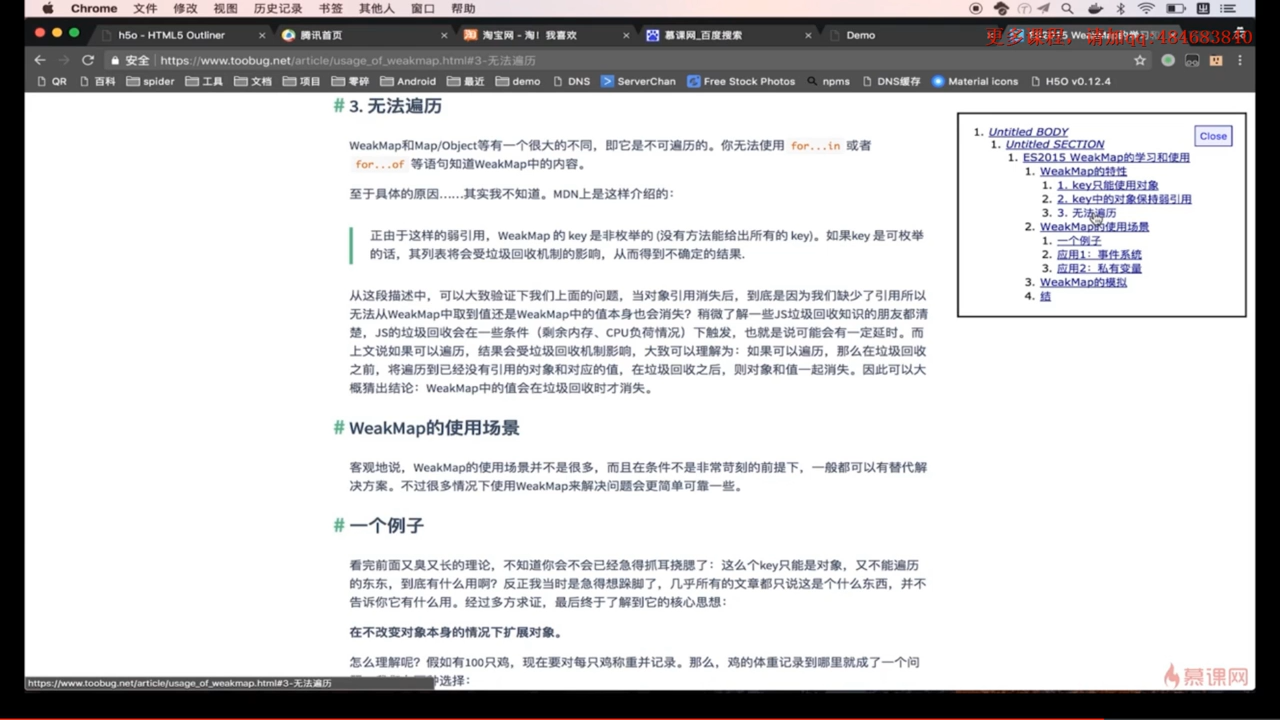 Chrome 文件 修改 视图 历史记录 书签 其他人 窗口 帮助
更多课程，请加qq:484683840
h5o - HTML5 Outliner 腾讯首页 淘宝网 - 淘！我喜欢 慕课网_百度搜索 Demo
安全 https://www.toobug.net/article/usage_of_weakmap.html#3-无法遍历
QR 百科 spider 工具 文档 项目 零碎 Android 最近 demo DNS ServerChan Free Stock Photos npms DNS缓存 Material icons H5O v0.12.4
# 3. 无法遍历
WeakMap和Map/Object等有一个很大的不同，即它是不可遍历的。你无法使用 for...in 或者
for...of 等语句知道WeakMap中的内容。
至于具体的原因……其实我不知道。MDN上是这样介绍的：
正由于这样的弱引用，WeakMap 的 key 是非枚举的 (没有方法能给出所有的 key)。如果key 是可枚举
的话，其列表将会受垃圾回收机制的影响，从而得到不确定的结果.
从这段描述中，可以大致验证下我们上面的问题，当对象引用消失后，到底是因为我们缺少了引用所以
无法从WeakMap中取到值还是WeakMap中的值本身也会消失？稍微了解一些JS垃圾回收知识的朋友都清
楚，JS的垃圾回收会在一些条件（剩余内存、CPU负荷情况）下触发，也就是说可能会有一定延时。而
上文说如果可以遍历，结果会受垃圾回收机制影响，大致可以理解为：如果可以遍历，那么在垃圾回收
之前，将遍历到已经没有引用的对象和对应的值，在垃圾回收之后，则对象和值一起消失。因此可以大
概猜出结论：WeakMap中的值会在垃圾回收时才消失。
# WeakMap的使用场景
客观地说，WeakMap的使用场景并不是很多，而且在条件不是非常苛刻的前提下，一般都可以有替代解
决方案。不过很多情况下使用WeakMap来解决问题会更简单可靠一些。
# 一个例子
看完前面又臭又长的理论，不知道你会不会已经急得抓耳挠腮了：这么个key只能是对象，又不能遍历
的东东，到底有什么用啊？反正我当时是急得想跺脚了，几乎所有的文章都只说这是个什么东西，并不
告诉你它有什么用。经过多方求证，最后终于了解到它的核心思想：
在不改变对象本身的情况下扩展对象。
怎么理解呢？假如有100只鸡，现在要对每只鸡称重并记录。那么，鸡的体重记录到哪里就成了一个问
1. Untitled BODY
Close
1. Untitled SECTION
1. ES2015 WeakMap的学习和使用
1. WeakMap的特性
1. 1. key只能使用对象
2. 2. key中的对象保持弱引用
3. 3. 无法遍历
2. WeakMap的使用场景
1. 一个例子
2. 应用1：事件系统
3. 应用2：私有变量
3. WeakMap的模拟
4. 结
https://www.toobug.net/article/usage_of_weakmap.html#3-无法遍历
慕课网